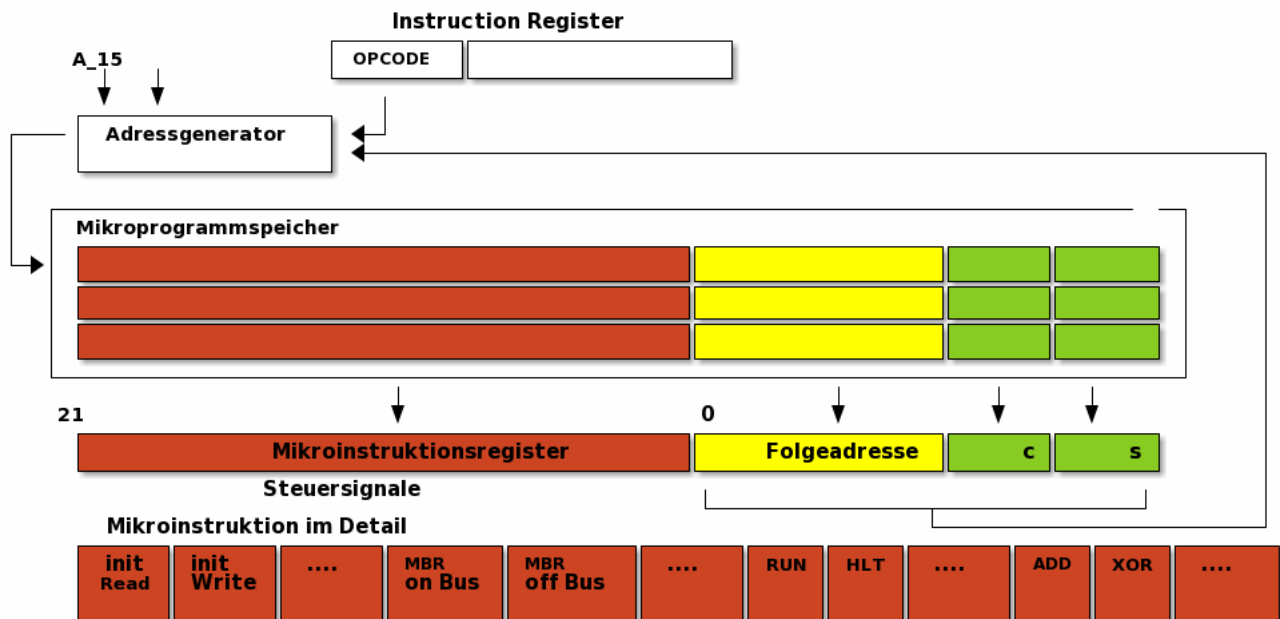 Instruction Register
A_15
OPCODE
Adressgenerator
Mikroprogrammspeicher
21
0
Mikroinstruktionsregister
Folgeadresse
c
s
Steuersignale
Mikroinstruktion im Detail
init
Read
init
Write
....
MBR
on Bus
MBR
off Bus
....
RUN
HLT
....
ADD
XOR
....